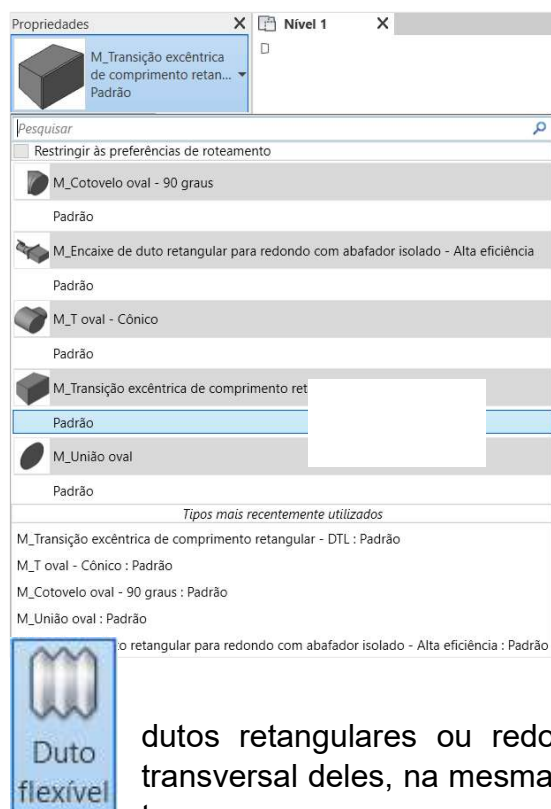 Propriedades X Nível 1 X
M_Transição excêntrica
de comprimento retan...
Padrão
Pesquisar
Restringir às preferências de roteamento
M_Cotovelo oval - 90 graus
Padrão
M_Encaixe de duto retangular para redondo com abafador isolado - Alta eficiência
Padrão
M_T oval - Cônico
Padrão
M_Transição excêntrica de comprimento ret
Padrão
M_União oval
Padrão
Tipos mais recentemente utilizados
M_Transição excêntrica de comprimento retangular - DTL : Padrão
M_T oval - Cônico : Padrão
M_Cotovelo oval - 90 graus : Padrão
M_União oval : Padrão
o retangular para redondo com abafador isolado - Alta eficiência : Padrão
Duto
flexível
dutos retangulares ou redo
transversal deles, na mesma